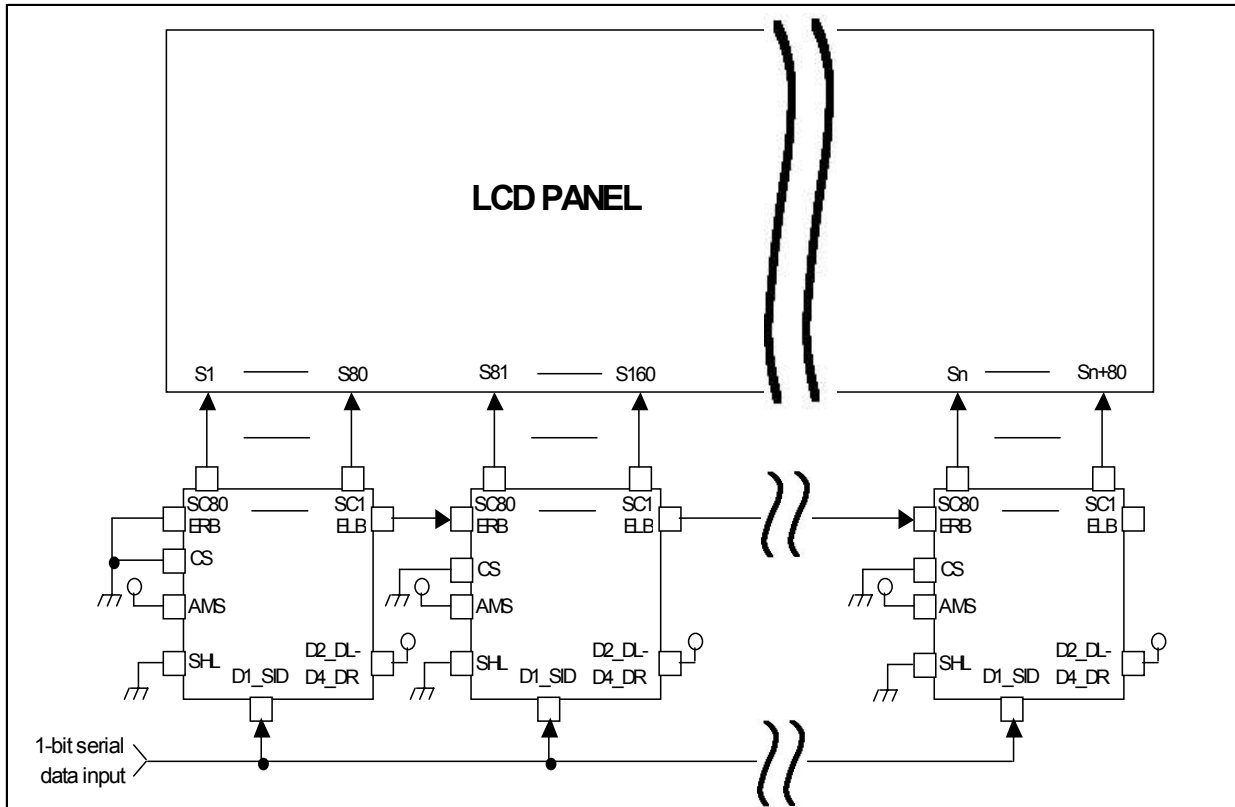 LCD PANEL
S1 S80 S81 S160 Sn Sn+80
SC80 SC1 SC80 SC1 SC80 SC1
ERB ELB ERB ELB ERB ELB
CS CS CS
AMS AMS AMS
SHL D2_DL- SHL D2_DL- SHL D2_DL-
D1_SID D4_DR D1_SID D4_DR D1_SID D4_DR
1-bit serial
data input